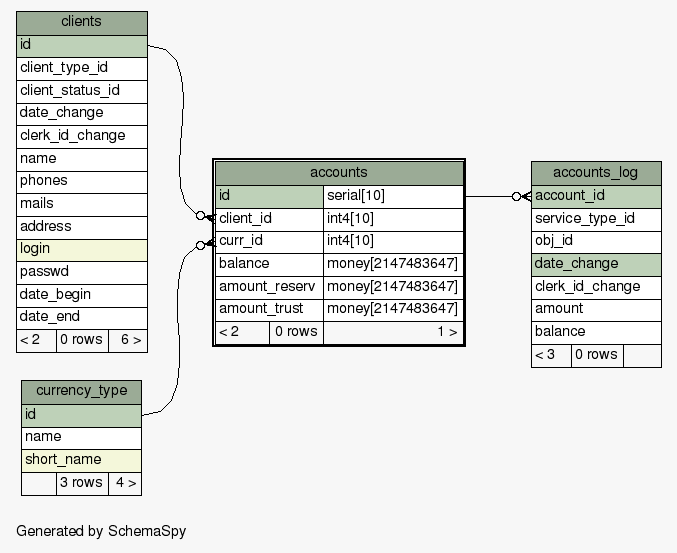 clients
id
client_type_id
client_status_id
date_change
clerk_id_change
name
phones
mails
address
login
passwd
date_begin
date_end
< 2 0 rows 6 >
accounts
id serial[10]
client_id int4[10]
curr_id int4[10]
balance money[2147483647]
amount_reserv money[2147483647]
amount_trust money[2147483647]
< 2 0 rows 1 >
accounts_log
account_id
service_type_id
obj_id
date_change
clerk_id_change
amount
balance
< 3 0 rows
currency_type
id
name
short_name
3 rows 4 >
Generated by SchemaSpy